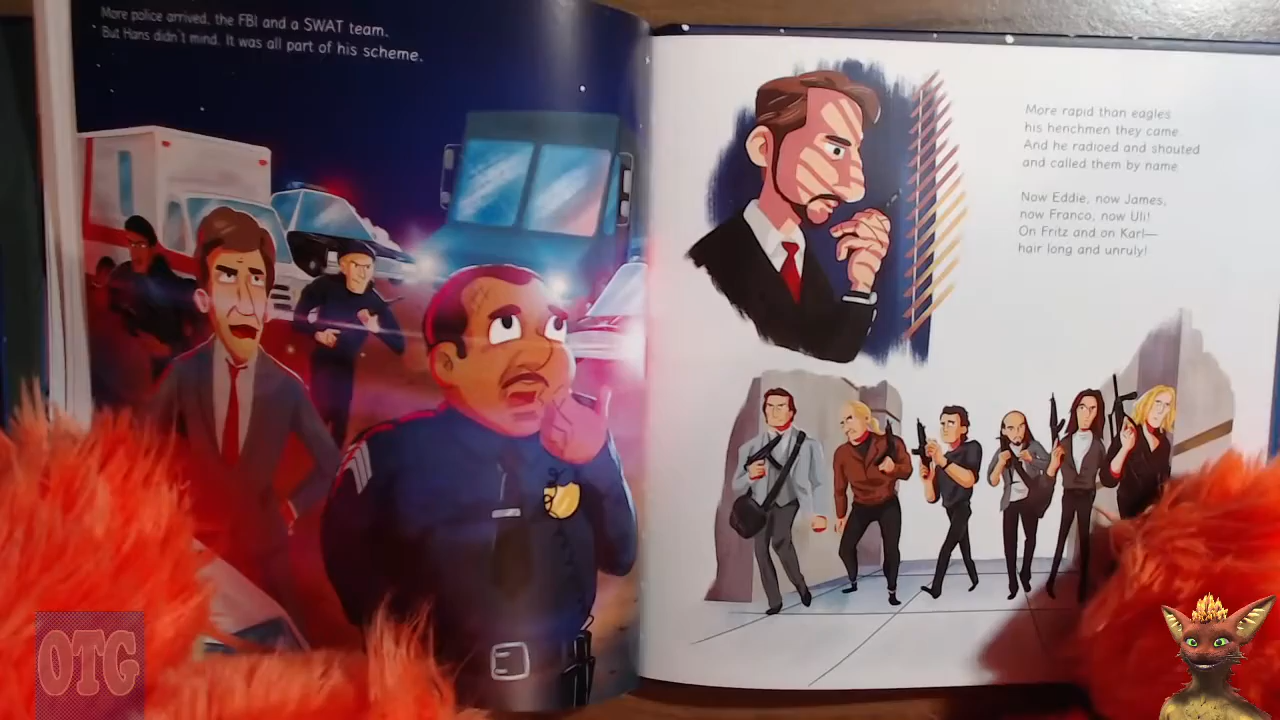 More police arrived, the FBI and a SWAT team.
But Hans didn't mind. It was all part of his scheme.
More rapid than eagles
his henchmen they came
And he radioed and shouted
and called them by name
Now Eddie, now James,
now Franco, now Uli!
On Fritz and on Karl—
hair long and unruly!
OTG